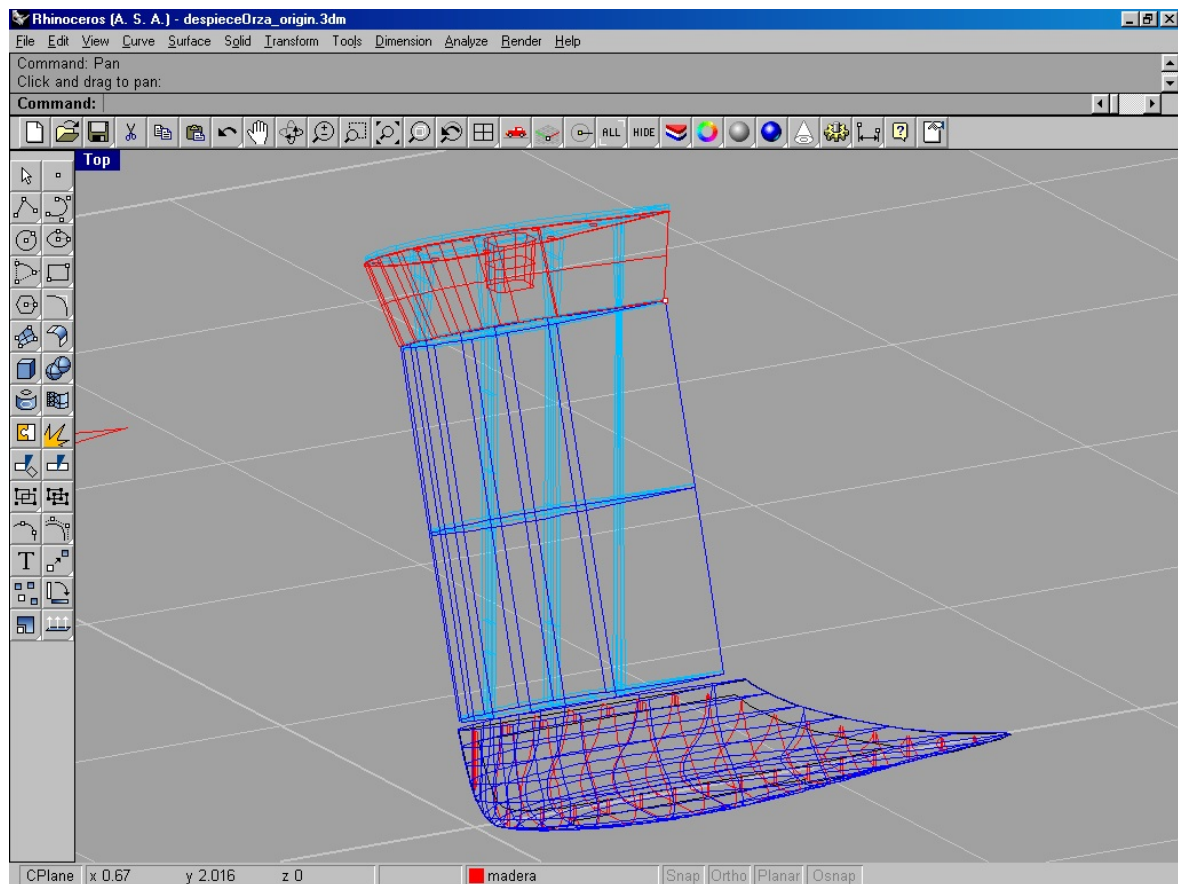 Rhinoceros (A. S. A.) - despieceOrza_origin.3dm
File Edit View Curve Surface Solid Transform Tools Dimension Analyze Render Help
Command: Pan
Click and drag to pan:
Command:
ALL HIDE
Top
T
CPlane x 0.67 y 2.016 z 0 madera Snap Ortho Planar Osnap